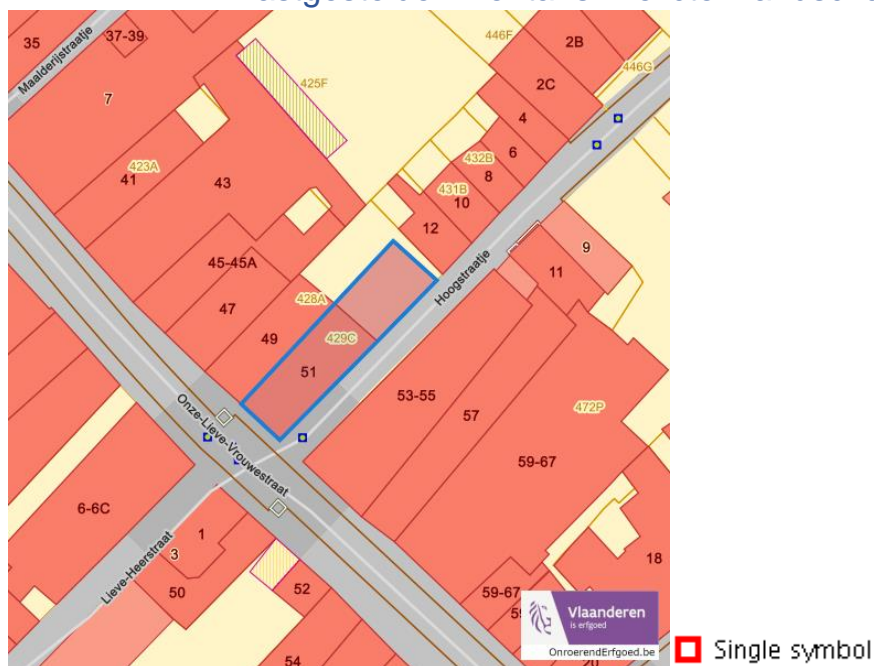 35
37-39
Maalderijstraatje
7
425F
446F
2B
446G
2C
4
6
432B
8
431B
10
12
423A
41
43
9
11
Hoogstraatje
45-45A
47
428A
49
429C
51
53-55
57
472P
59-67
Onze-Lieve-Vrouwestraat
6-6C
1
3
Lieve-Heerstraat
50
52
54
18
59-67
20
Vlaanderen
is erfgoed
OnroerendErfgoed.be
Single symbol